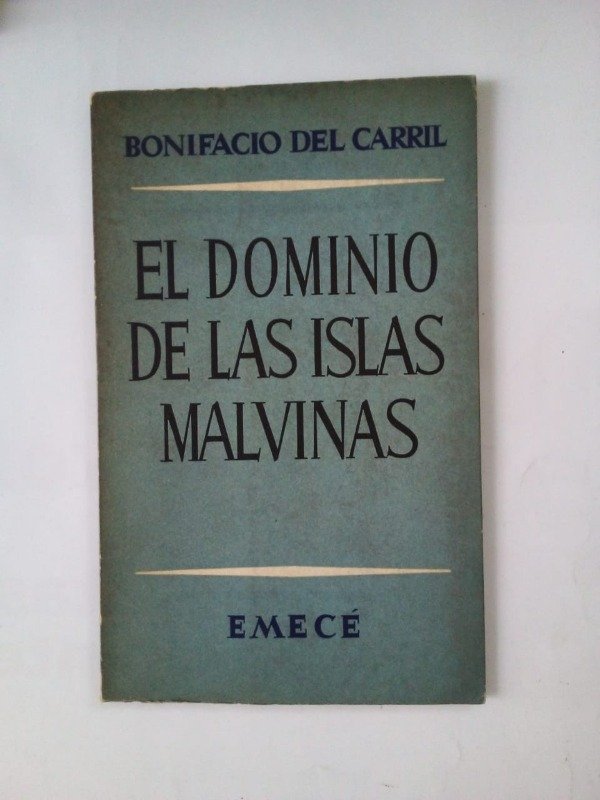 BONIFACIO DEL CARRIL
EL DOMINIO
DE LAS ISLAS
MALVINAS
EMECÉ